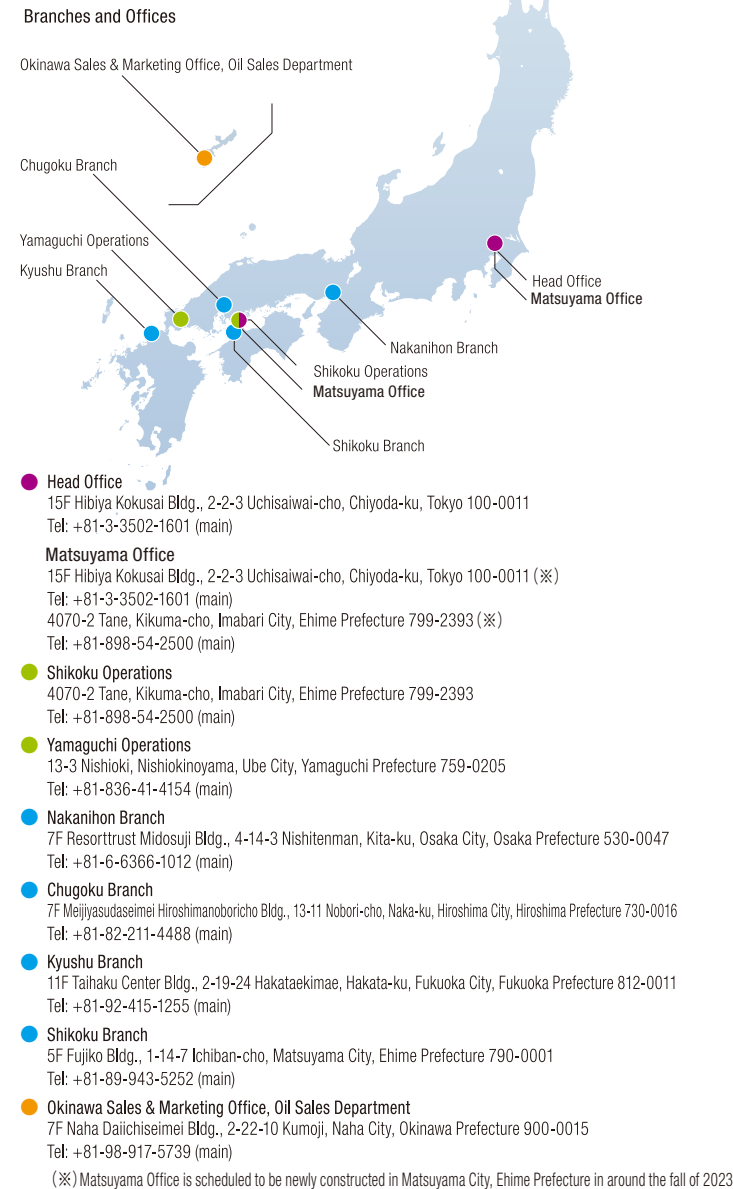 Branches and Offices
Okinawa Sales & Marketing Office, Oil Sales Department
Chugoku Branch
Yamaguchi Operations
Kyushu Branch
Head Office
Matsuyama Office
Nakanihon Branch
Shikoku Operations
Matsuyama Office
Shikoku Branch
Head Office
15F Hibiya Kokusai Bldg., 2-2-3 Uchisaiwai-cho, Chiyoda-ku, Tokyo 100-0011
Tel: +81-3-3502-1601 (main)
Matsuyama Office
15F Hibiya Kokusai Bldg., 2-2-3 Uchisaiwai-cho, Chiyoda-ku, Tokyo 100-0011 (※)
Tel: +81-3-3502-1601 (main)
4070-2 Tane, Kikuma-cho, Imabari City, Ehime Prefecture 799-2393 (※)
Tel: +81-898-54-2500 (main)
Shikoku Operations
4070-2 Tane, Kikuma-cho, Imabari City, Ehime Prefecture 799-2393
Tel: +81-898-54-2500 (main)
Yamaguchi Operations
13-3 Nishioki, Nishiokinoyama, Ube City, Yamaguchi Prefecture 759-0205
Tel: +81-836-41-4154 (main)
Nakanihon Branch
7F Resorttrust Midosuji Bldg., 4-14-3 Nishitenman, Kita-ku, Osaka City, Osaka Prefecture 530-0047
Tel: +81-6-6366-1012 (main)
Chugoku Branch
7F Meijiyasudaseimei Hiroshimanoboricho Bldg., 13-11 Nobori-cho, Naka-ku, Hiroshima City, Hiroshima Prefecture 730-0016
Tel: +81-82-211-4488 (main)
Kyushu Branch
11F Taihaku Center Bldg., 2-19-24 Hakataekimae, Hakata-ku, Fukuoka City, Fukuoka Prefecture 812-0011
Tel: +81-92-415-1255 (main)
Shikoku Branch
5F Fujiko Bldg., 1-14-7 Ichiban-cho, Matsuyama City, Ehime Prefecture 790-0001
Tel: +81-89-943-5252 (main)
Okinawa Sales & Marketing Office, Oil Sales Department
7F Naha Daiichiseimei Bldg., 2-22-10 Kumoji, Naha City, Okinawa Prefecture 900-0015
Tel: +81-98-917-5739 (main)
(※) Matsuyama Office is scheduled to be newly constructed in Matsuyama City, Ehime Prefecture in around the fall of 2023